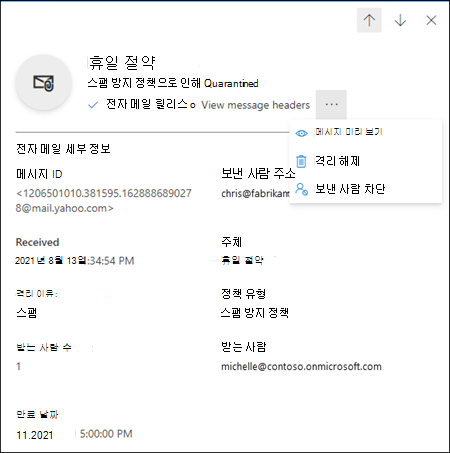 휴일 절약
스팸 방지 정책으로 인해 Quarantined
전자 메일 릴리스 o View message headers ...
메시지 미리 보기
격리 해제
보낸 사람 차단
전자 메일 세부 정보
메시지 ID
<1206501010.381595.1628886890278@mail.yahoo.com>
보낸 사람 주소
chris@fabrikam
Received
2021년 8월 13일:34:54 PM
주체
휴일 절약
격리 이유:
스팸
정책 유형
스팸 방지 정책
받는 사람 수
1
받는 사람
michelle@contoso.onmicrosoft.com
만료 날짜
11.2021 5:00:00 PM